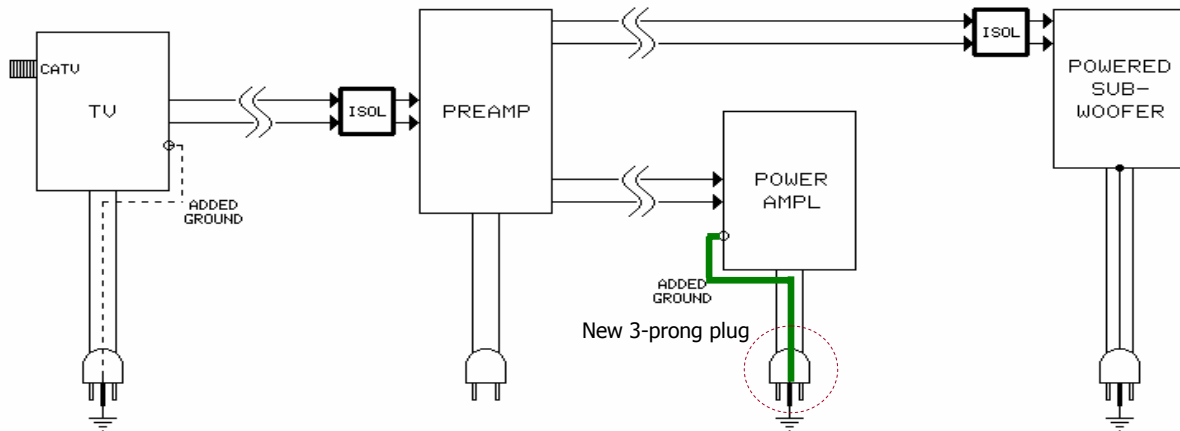 CATV
TV
ADDED
GROUND
ISOL
PREAMP
POWER
AMPL
ADDED
GROUND
New 3-prong plug
ISOL
POWERED
SUB-
WOOFER